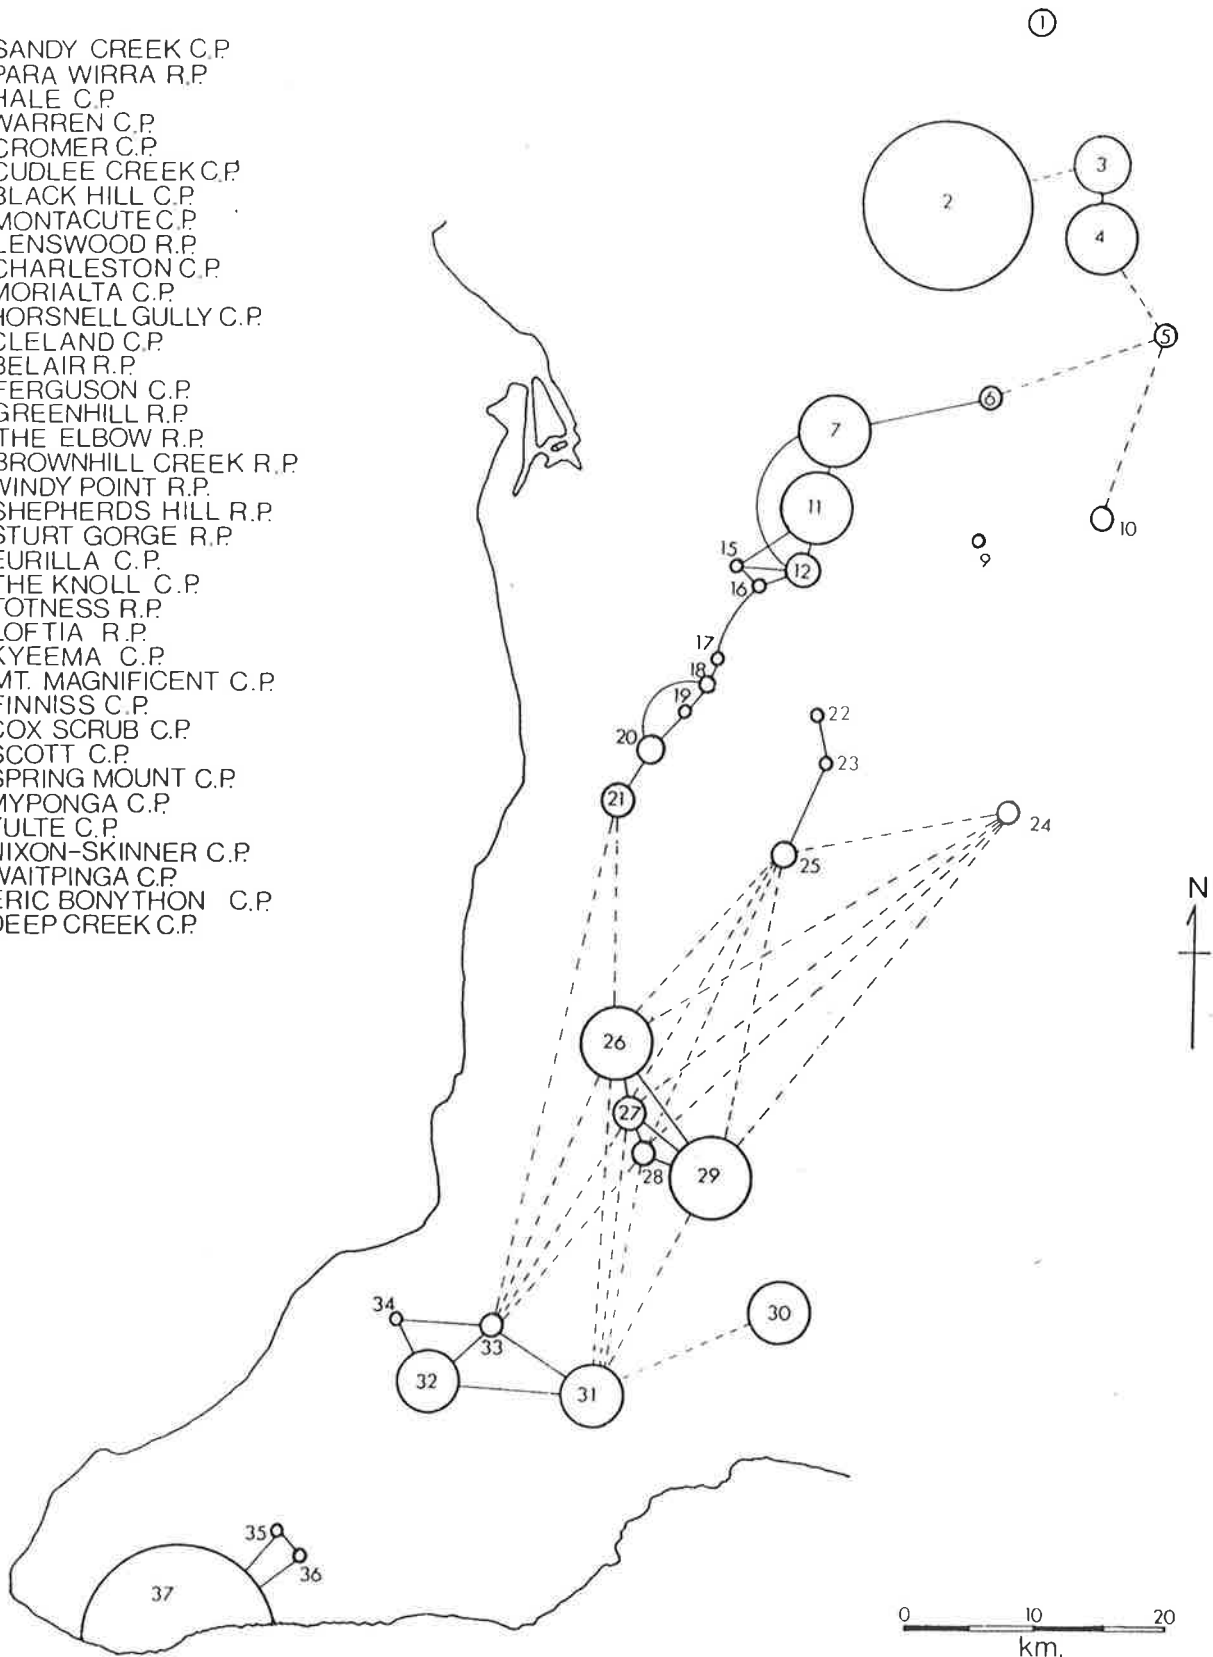 SANDY CREEK C.P.
PARA WIRRA R.P.
HALE C.P.
WARREN C.P.
CROMER C.P.
CUDLEE CREEK C.P.
BLACK HILL C.P.
MONTACUTE C.P.
LENSWOOD R.P.
CHARLESTON C.P.
MORIALTA C.P.
HORSNELL GULLY C.P.
CLELAND C.P.
BELAIR R.P.
FERGUSON C.P.
GREENHILL R.P.
THE ELBOW R.P.
BROWNHILL CREEK R.P.
WINDY POINT R.P.
SHEPHERDS HILL R.P.
STURT GORGE R.P.
EURILLA C.P.
THE KNOLL C.P.
TOTNESS R.P.
LOFTIA R.P.
KYEEMA C.P.
MT. MAGNIFICENT C.P.
FINNISS C.P.
COX SCRUB C.P.
SCOTT C.P.
SPRING MOUNT C.P.
MYPONGA C.P.
YULTE C.P.
NIXON-SKINNER C.P.
WAITPINGA C.P.
ERIC BONYTHON C.P.
DEEP CREEK C.P.
1
2
3
4
5
6
7
11
10
9
15
12
16
17
18
19
20
22
23
21
24
25
N
26
27
28
29
34
33
30
32
31
35
36
37
0 10 20
km.